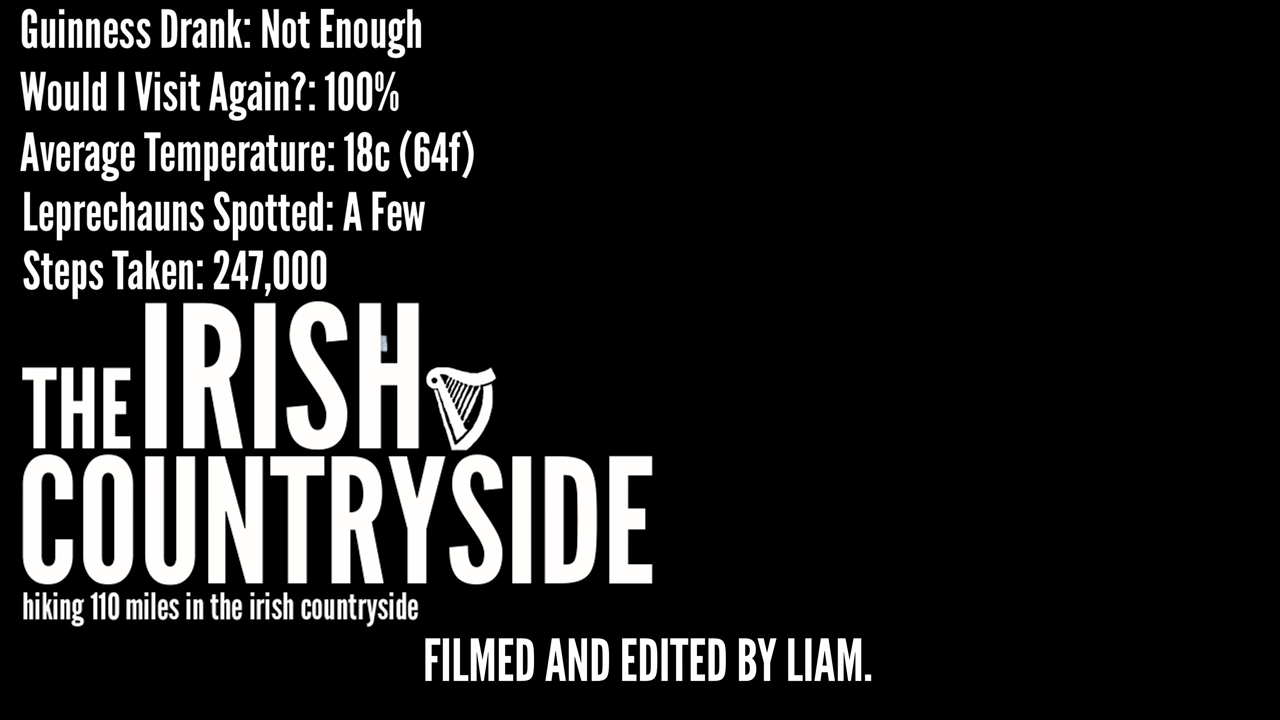 Guinness Drank: Not Enough
Would I Visit Again?: 100%
Average Temperature: 18c (64f)
Leprechauns Spotted: A Few
Steps Taken: 247,000
THE IRISH
COUNTRYSIDE
hiking 110 miles in the irish countryside
FILMED AND EDITED BY LIAM.